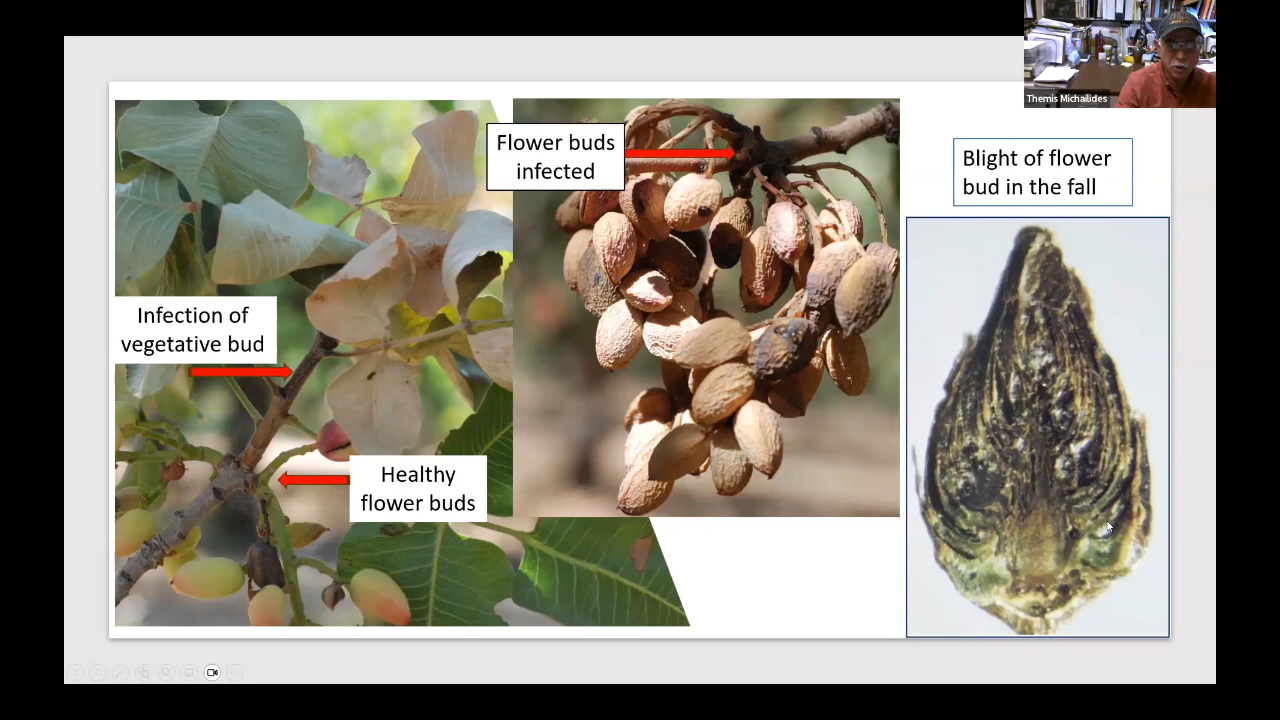 Themis Michailides
Flower buds
infected
Blight of flower
bud in the fall
Infection of
vegetative bud
Healthy
flower buds